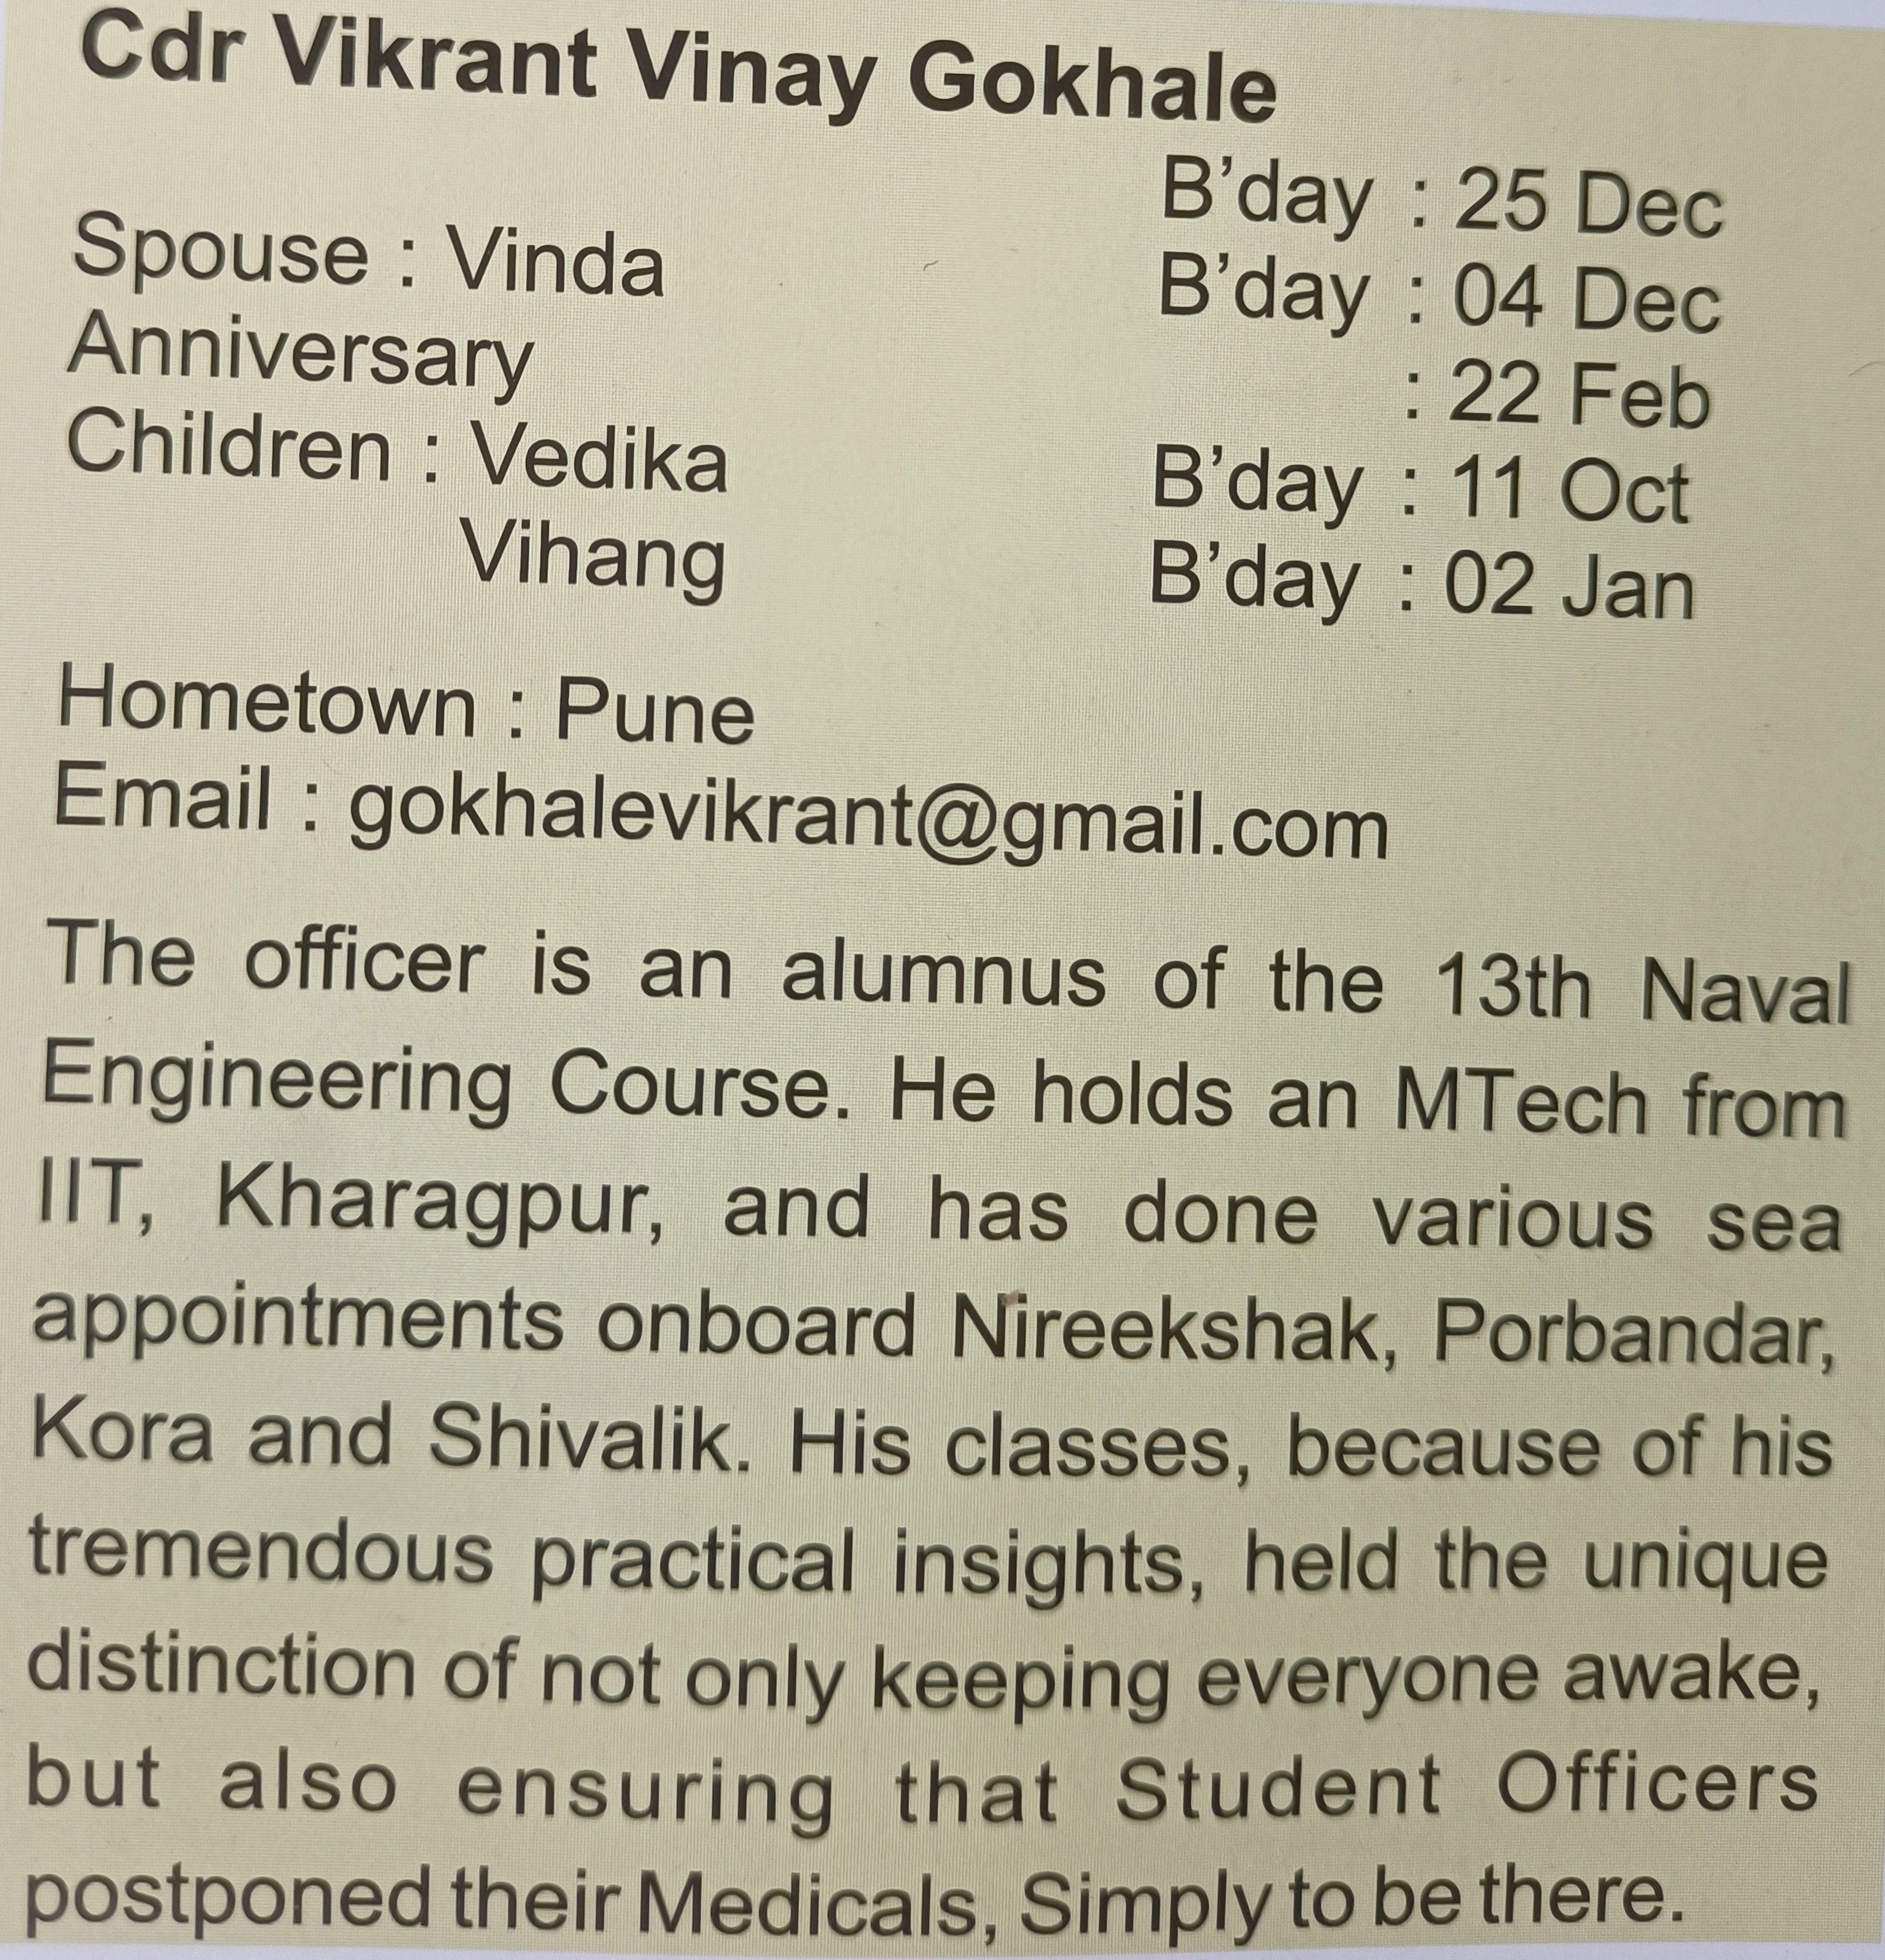 Cdr Vikrant Vinay Gokhale
B’day : 25 Dec
Spouse : Vinda B’day : 04 Dec
Anniversary : 22 Feb
Children : Vedika B’day : 11 Oct
Vihang B’day : 02 Jan
Hometown : Pune
Email : gokhalevikrant@gmail.com
The officer is an alumnus of the 13th Naval
Engineering Course. He holds an MTech from
IIT, Kharagpur, and has done various sea
appointments onboard Nireekshak, Porbandar,
Kora and Shivalik. His classes, because of his
tremendous practical insights, held the unique
distinction of not only keeping everyone awake,
but also ensuring that Student Officers
postponed their Medicals, Simply to be there.